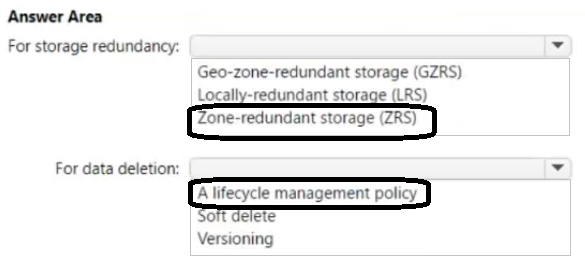 Answer Area
For storage redundancy:
Geo-zone-redundant storage (GZRS)
Locally-redundant storage (LRS)
Zone-redundant storage (ZRS)
For data deletion:
A lifecycle management policy
Soft delete
Versioning